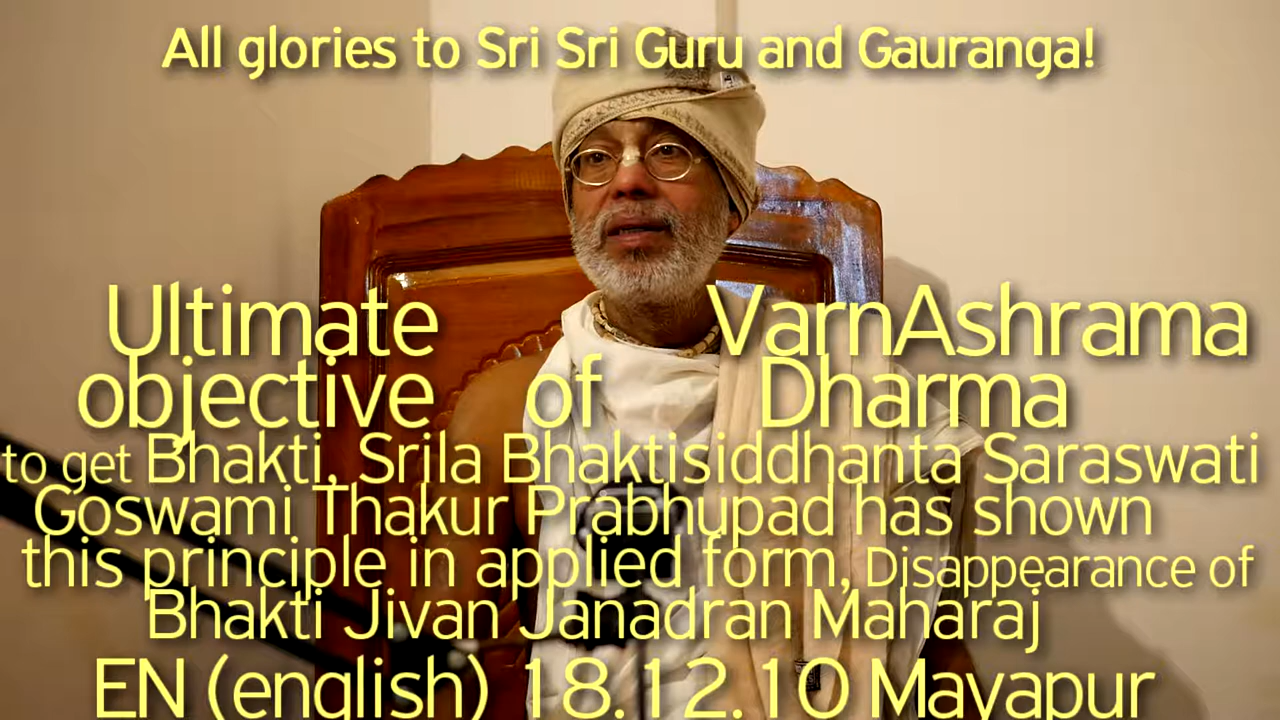 All glories to Sri Sri Guru and Gauranga!
Ultimate VarnAshrama
objective of Dharma
to get Bhakti, Srila Bhaktisiddhanta Saraswati
Goswami Thakur Prabhupad has shown
this principle in applied form, Disappearance of
Bhakti Jivan Janadran Maharaj
EN (english) 18.12.10 Mayapur